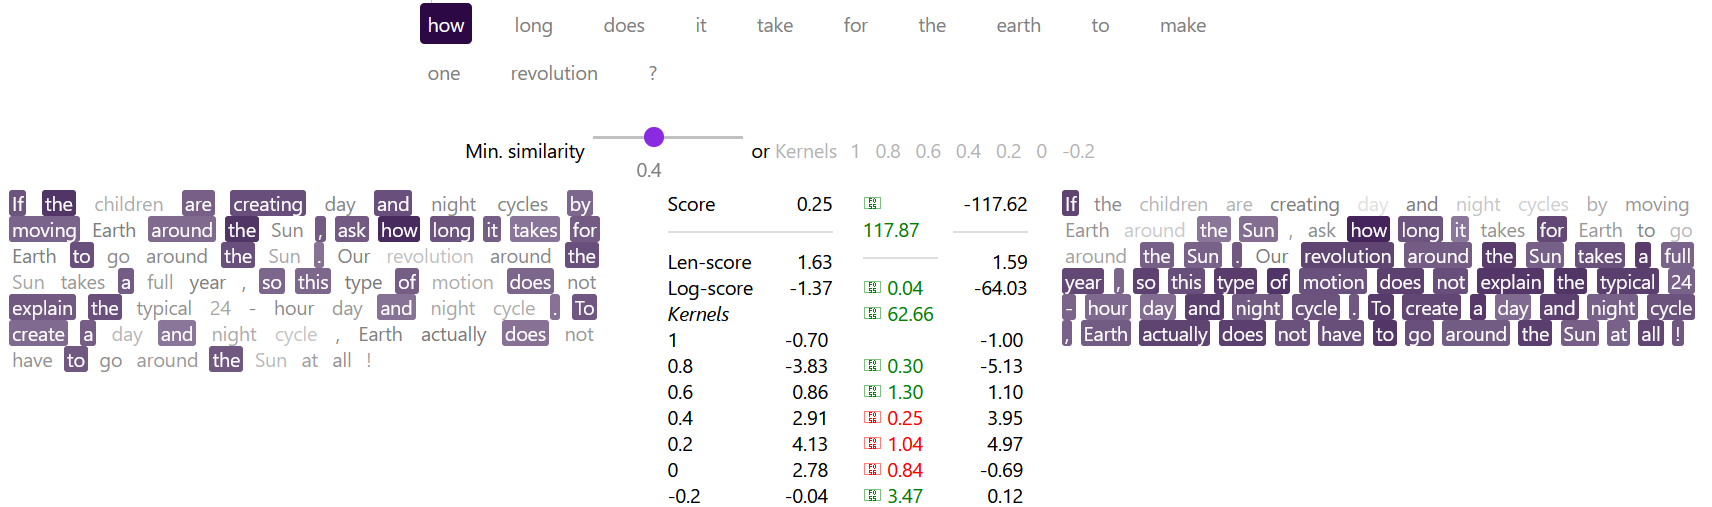 how long does it take for the earth to make
one revolution ?
Min. similarity or Kernels 1 0.8 0.6 0.4 0.2 0 -0.2
0.4
If the children are creating day and night cycles by
moving Earth around the Sun , ask how long it takes for
Earth to go around the Sun . Our revolution around the
Sun takes a full year , so this type of motion does not
explain the typical 24 - hour day and night cycle . To
create a day and night cycle , Earth actually does not
have to go around the Sun at all !
Score 0.25 -117.62
117.87
Len-score 1.63 1.59
Log-score -1.37 0.04 -64.03
Kernels 62.66
1 -0.70 -1.00
0.8 -3.83 0.30 -5.13
0.6 0.86 1.30 1.10
0.4 2.91 0.25 3.95
0.2 4.13 1.04 4.97
0 2.78 0.84 -0.69
-0.2 -0.04 3.47 0.12
If the children are creating day and night cycles by moving
Earth around the Sun , ask how long it takes for Earth to go
around the Sun . Our revolution around the Sun takes a full
year , so this type of motion does not explain the typical 24
- hour day and night cycle . To create a day and night cycle
, Earth actually does not have to go around the Sun at all !